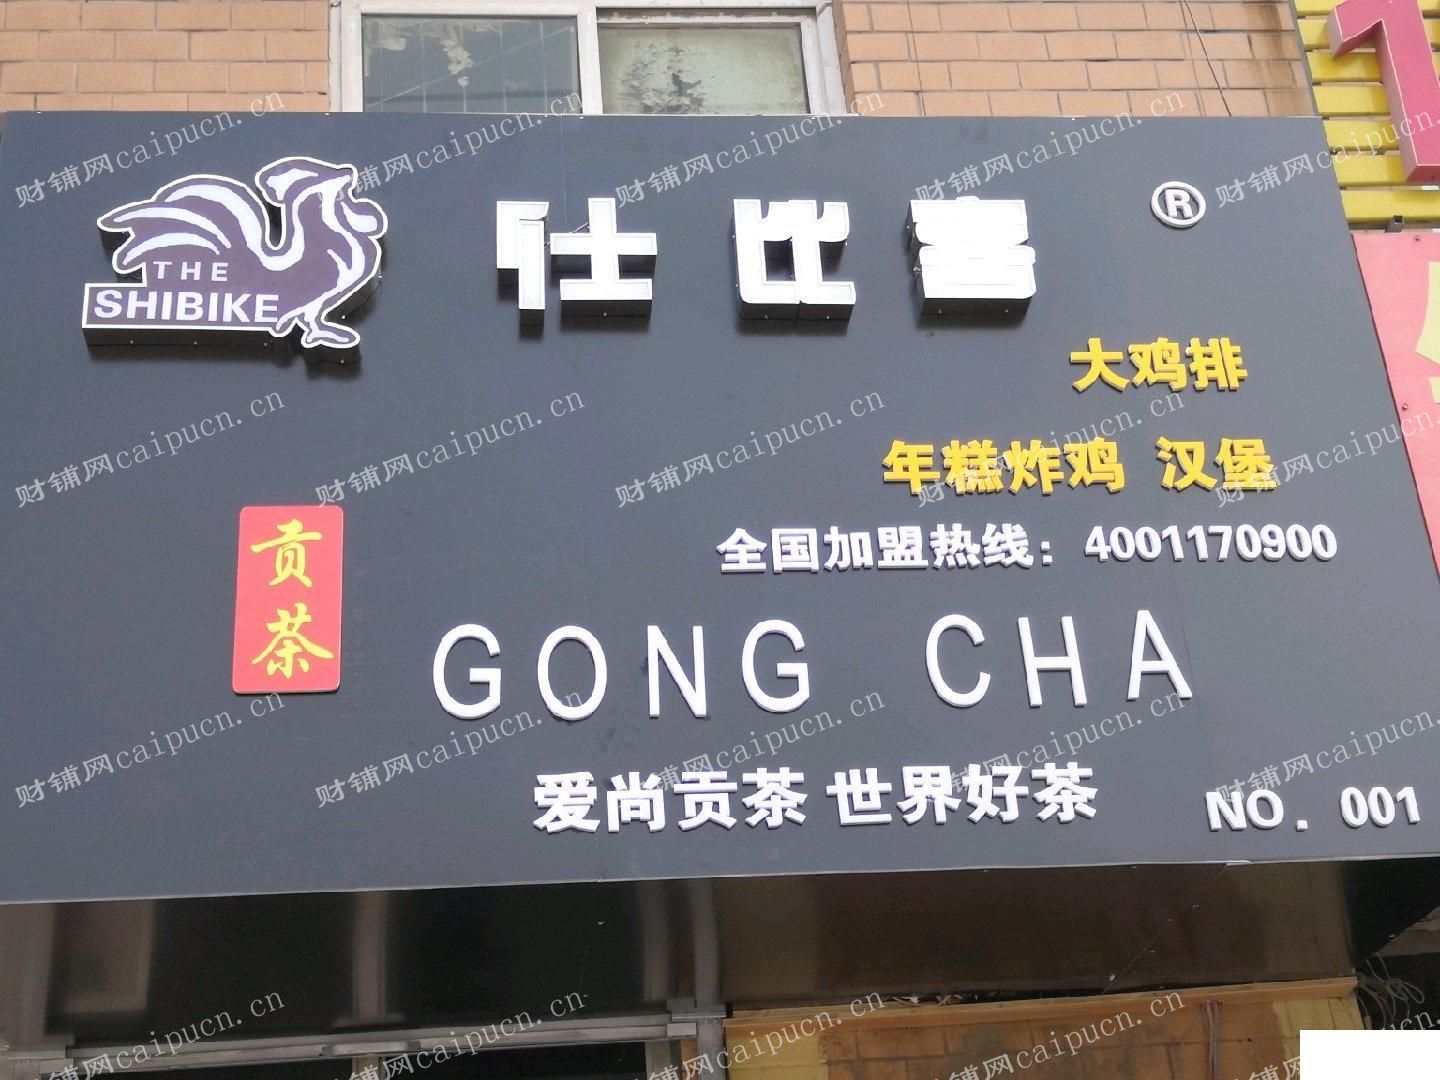 THE
SHIBIKE
仕比客
®
大鸡排
年糕炸鸡 汉堡
全国加盟热线：4001170900
贡茶
GONG CHA
爱尚贡茶 世界好茶
NO. 001
财铺网caipucn.cn